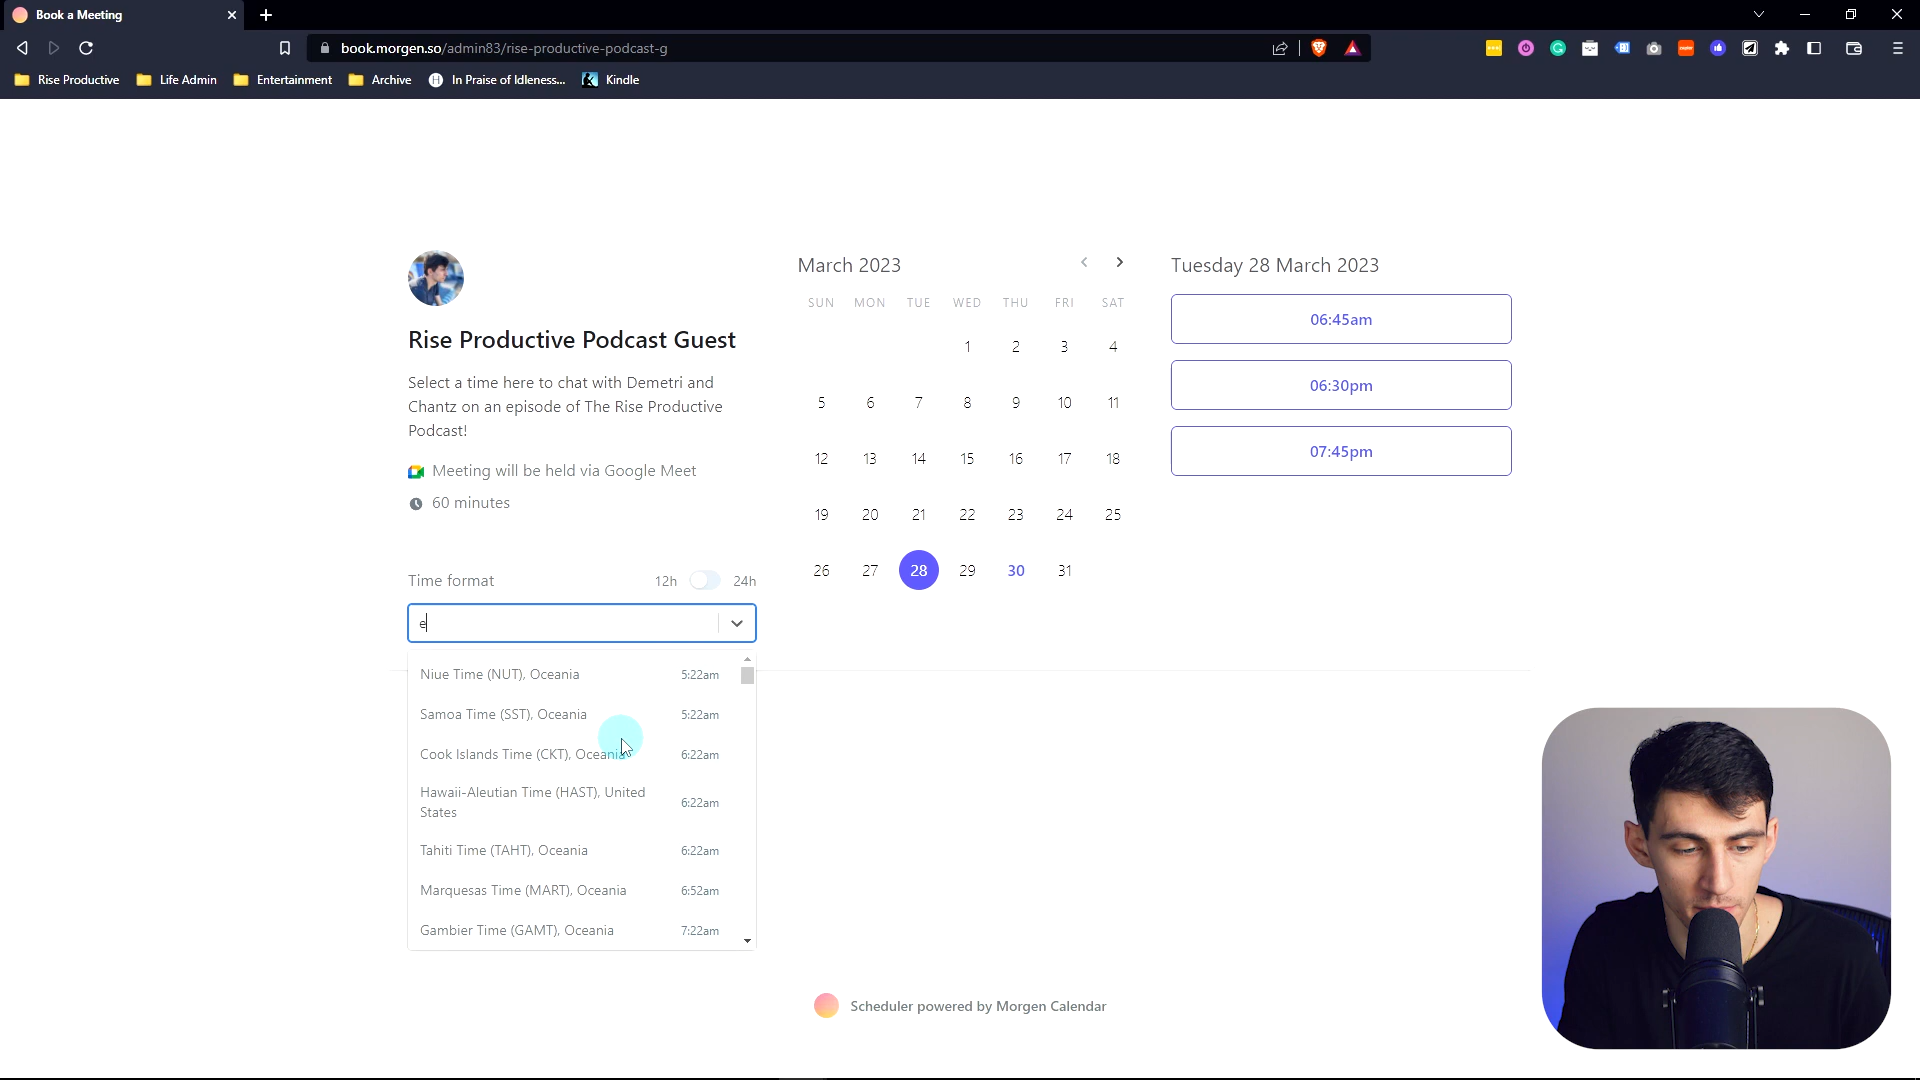 Book a Meeting
book.morgen.so/admin83/rise-productive-podcast-g
Rise Productive
Life Admin
Entertainment
Archive
In Praise of Idleness...
Kindle
Rise Productive Podcast Guest
Select a time here to chat with Demetri and
Chantz on an episode of The Rise Productive
Podcast!
Meeting will be held via Google Meet
60 minutes
Time format 12h 24h
e
Niue Time (NUT), Oceania 5:22am
Samoa Time (SST), Oceania 5:22am
Cook Islands Time (CKT), Oceania 6:22am
Hawaii-Aleutian Time (HAST), United
States 6:22am
Tahiti Time (TAHT), Oceania 6:22am
Marquesas Time (MART), Oceania 6:52am
Gambier Time (GAMT), Oceania 7:22am
March 2023
SUN MON TUE WED THU FRI SAT
1 2 3 4
5 6 7 8 9 10 11
12 13 14 15 16 17 18
19 20 21 22 23 24 25
26 27 28 29 30 31
Tuesday 28 March 2023
06:45am
06:30pm
07:45pm
Scheduler powered by Morgen Calendar